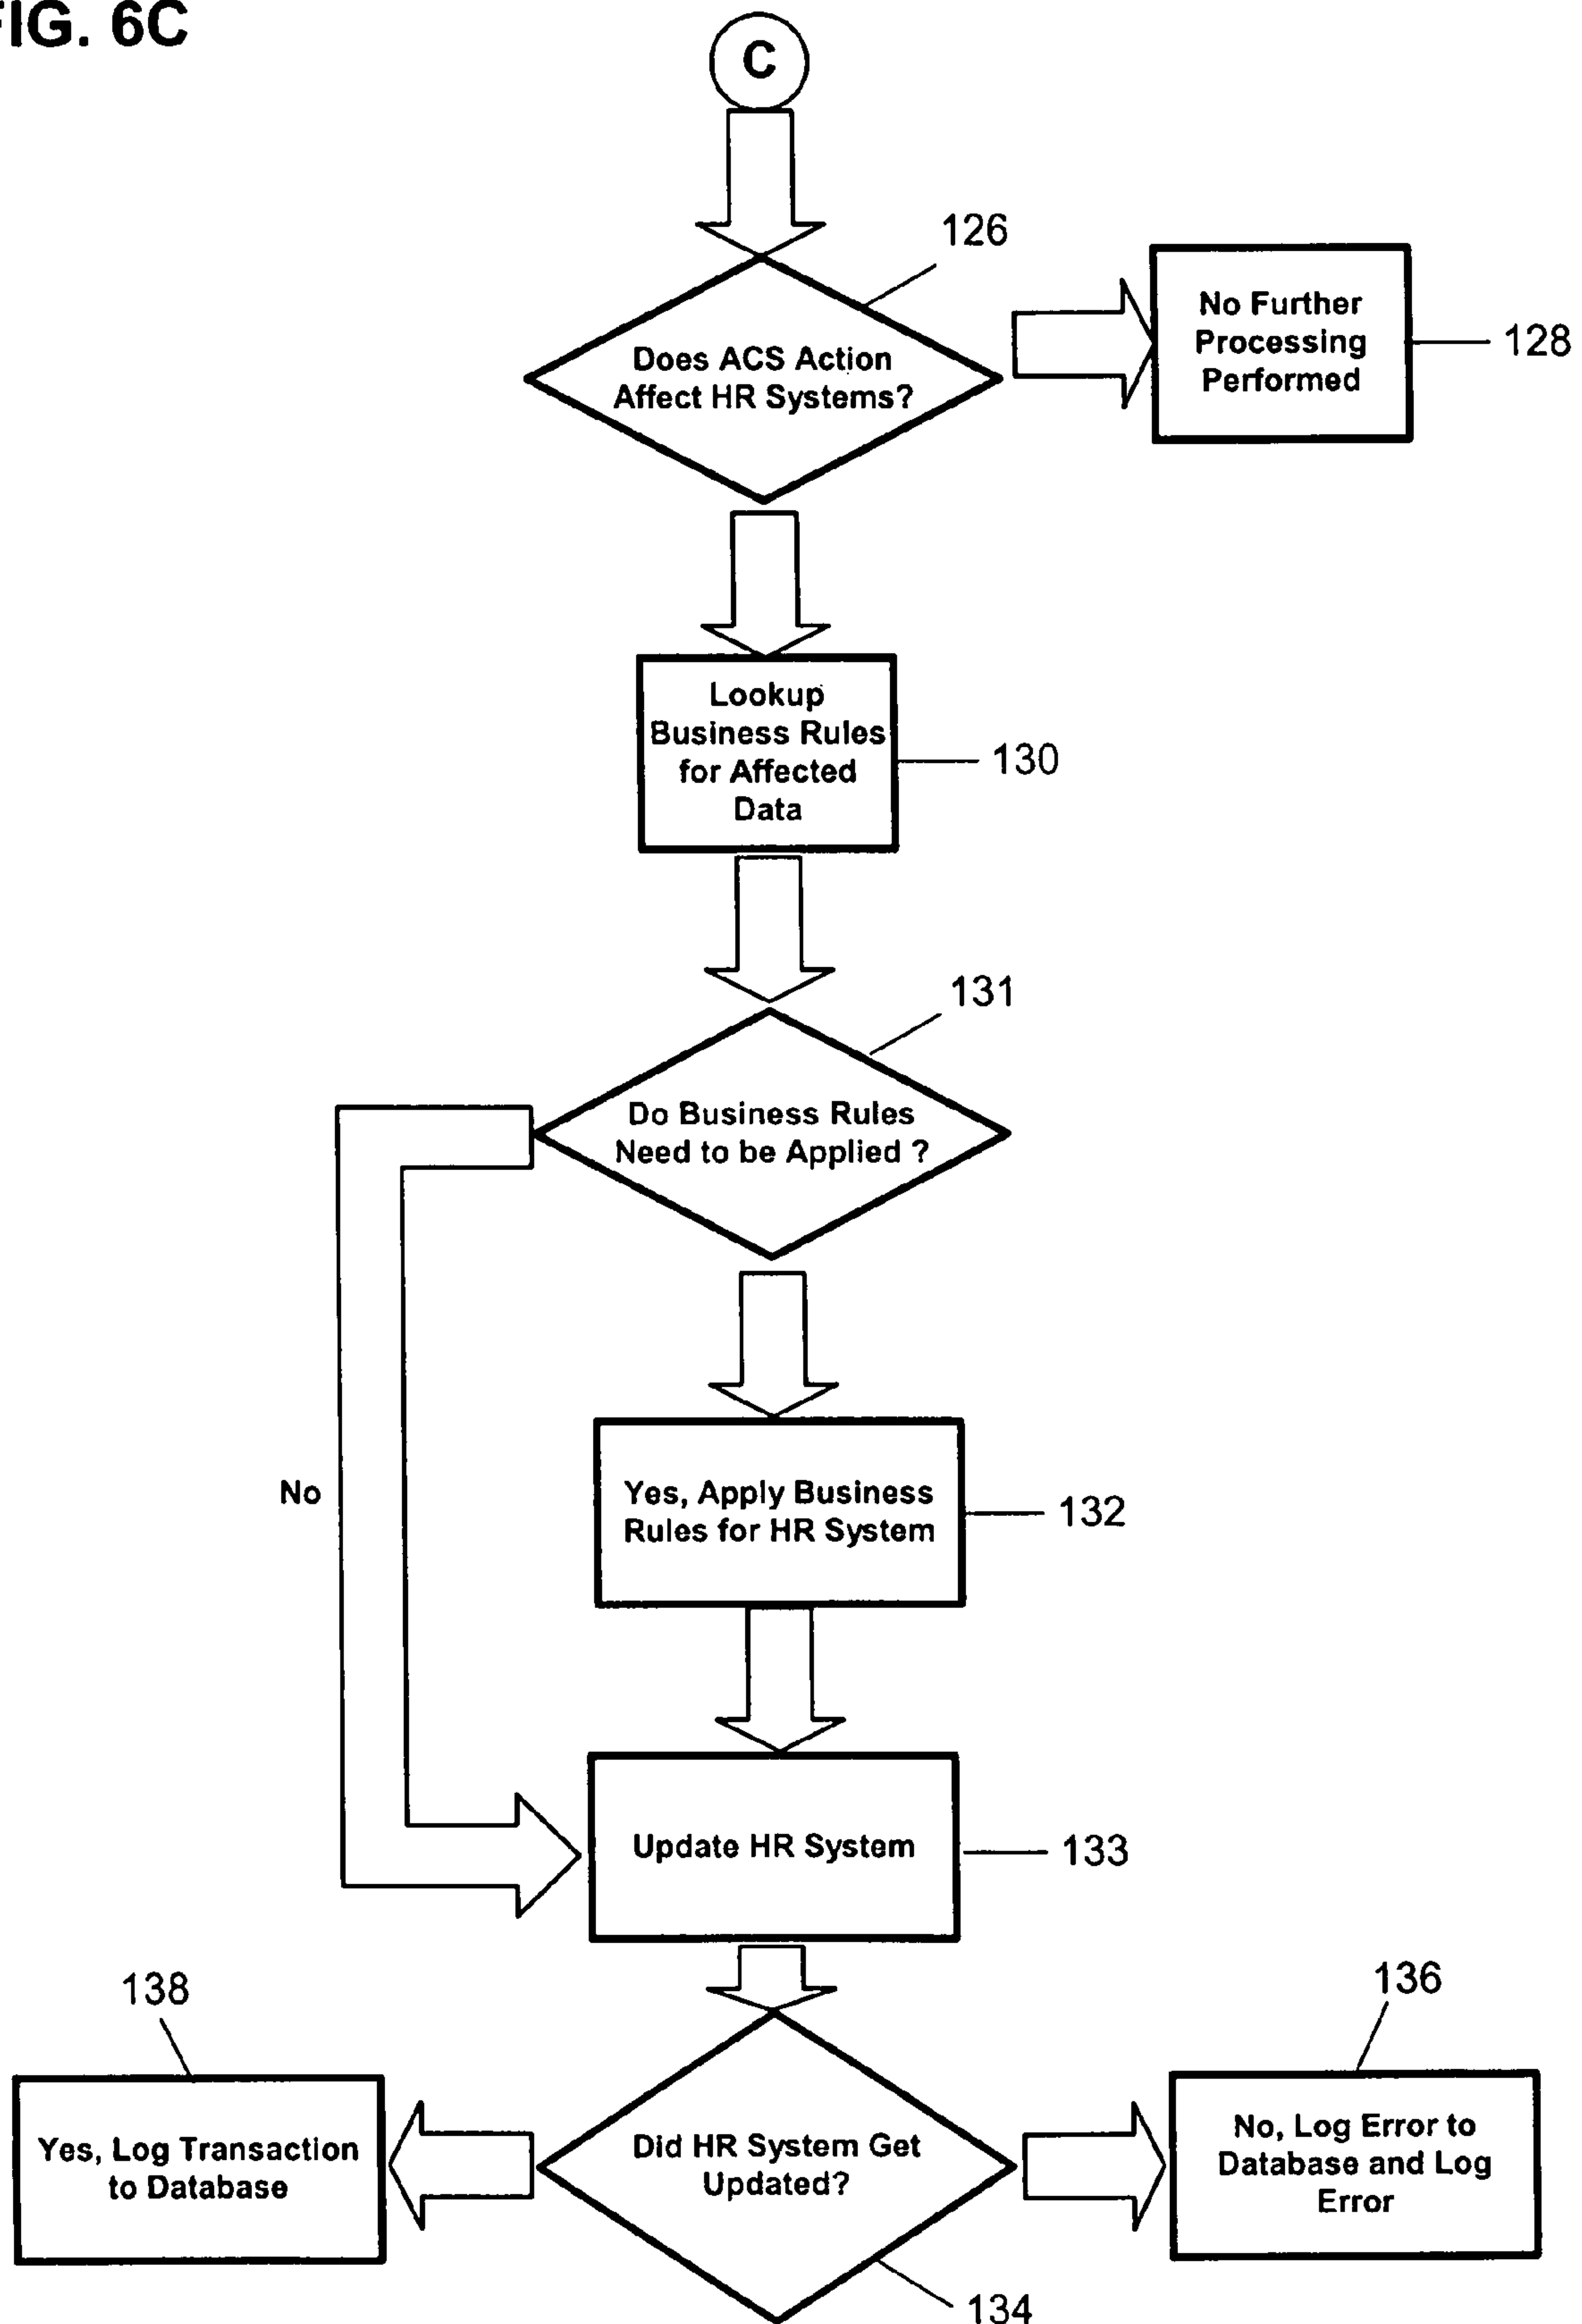 FIG. 6C
C
126
Does ACS Action
Affect HR Systems?
No Further
Processing
Performed
128
Lookup
Business Rules
for Affected
Data
130
131
Do Business Rules
Need to be Applied ?
No
Yes, Apply Business
Rules for HR System
132
Update HR System
133
138
136
Yes, Log Transaction
to Database
Did HR System Get
Updated?
No, Log Error to
Database and Log
Error
134